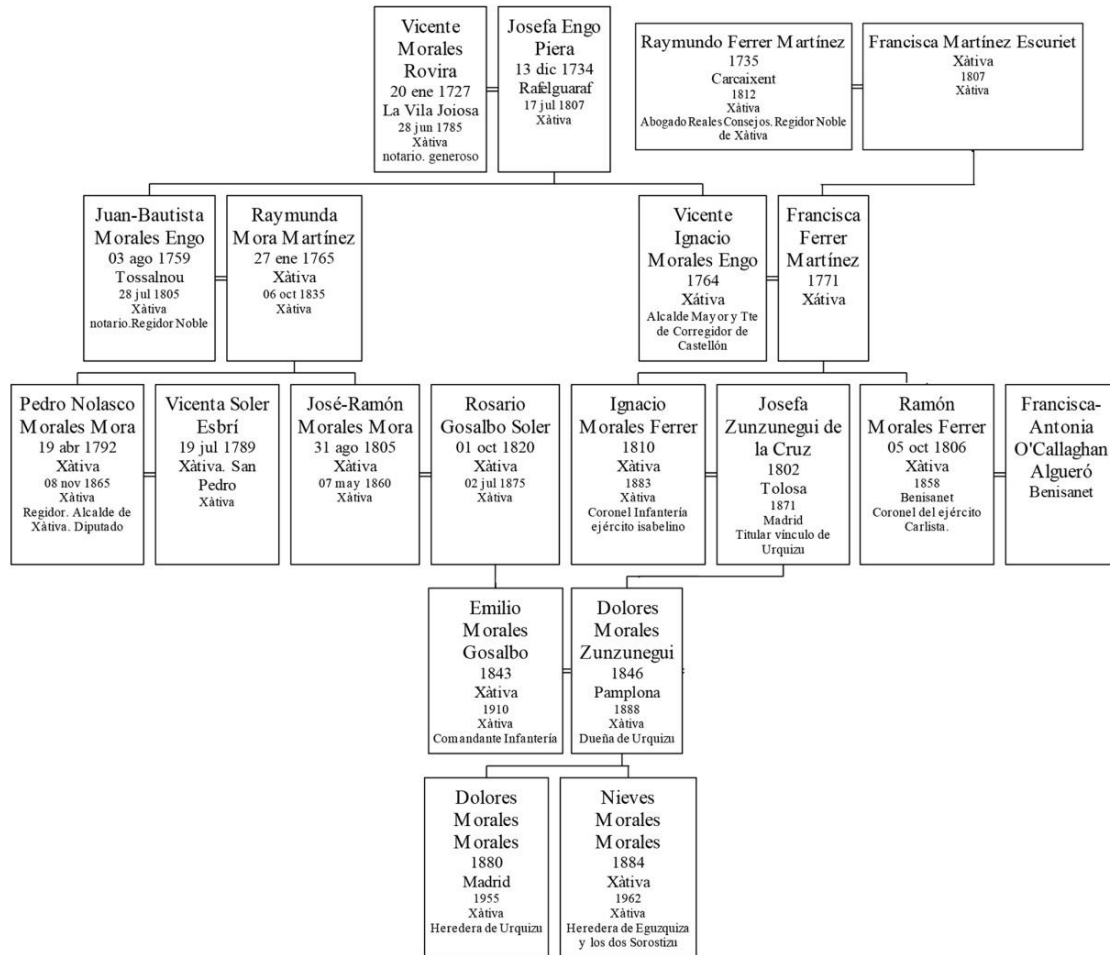 Vicente
Morales
Rovira
20 ene 1727
La Vila Joiosa
28 jun 1785
Xàtiva
notario. generoso
Josefa Engo
Piera
13 dic 1734
Rafelguaraf
17 jul 1807
Xàtiva
Raymundo Ferrer Martínez
1735
Carcaixent
1812
Xàtiva
Abogado Reales Consejos. Regidor Noble
de Xàtiva
Francisca Martínez Escuriet
Xàtiva
1807
Xàtiva
Juan-Bautista
Morales Engo
03 ago 1759
Tossalnou
28 jul 1805
Xàtiva
notario.Regidor Noble
Raymunda
Mora Martínez
27 ene 1765
Xàtiva
06 oct 1835
Xàtiva
Vicente
Ignacio
Morales Engo
1764
Xátiva
Alcalde Mayor y Tte
de Corregidor de
Castellón
Francisca
Ferrer
Martínez
1771
Xátiva
Pedro Nolasco
Morales Mora
19 abr 1792
Xàtiva
08 nov 1865
Xàtiva
Regidor. Alcalde de
Xàtiva. Diputado
Vicenta Soler
Esbrí
19 jul 1789
Xàtiva. San
Pedro
Xàtiva
José-Ramón
Morales Mora
31 ago 1805
Xàtiva
07 may 1860
Xàtiva
Rosario
Gosalbo Soler
01 oct 1820
Xàtiva
02 jul 1875
Xàtiva
Ignacio
Morales Ferrer
1810
Xàtiva
1883
Xàtiva
Coronel Infantería
ejército isabelino
Josefa
Zunzunegui de
la Cruz
1802
Tolosa
1871
Madrid
Titular vínculo de
Urquizu
Ramón
Morales Ferrer
05 oct 1806
Xàtiva
1858
Benisanet
Coronel del ejército
Carlista.
Francisca-
Antonia
O'Callaghan
Algueró
Benisanet
Emilio
Morales
Gosalbo
1843
Xàtiva
1910
Xàtiva
Comandante Infantería
Dolores
Morales
Zunzunegui
1846
Pamplona
1888
Xàtiva
Dueña de Urquizu
Dolores
Morales
Morales
1880
Madrid
1955
Xàtiva
Heredera de Urquizu
Nieves
Morales
Morales
1884
Xàtiva
1962
Xàtiva
Heredera de Eguzquiza
y los dos Sorostizu